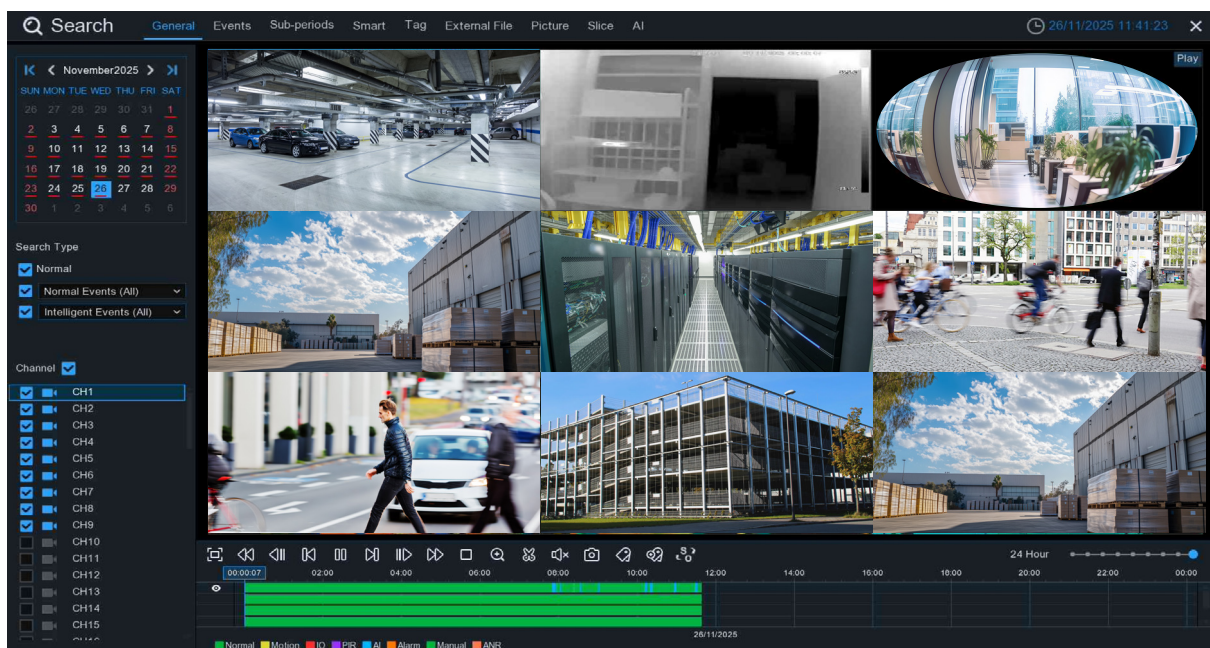 Search General Events Sub-periods Smart Tag External File Picture Slice AI 26/11/2025 11:41:23
Play
November2025
SUN MON TUE WED THU FRI SAT
26 27 28 29 30 31 1
2 3 4 5 6 7 8
9 10 11 12 13 14 15
16 17 18 19 20 21 22
23 24 25 26 27 28 29
30 1 2 3 4 5 6
Search Type
Normal
Normal Events (All)
Intelligent Events (All)
Channel
CH1
CH2
CH3
CH4
CH5
CH6
CH7
CH8
CH9
CH10
CH11
CH12
CH13
CH14
CH15
24 Hour
00:00:07 02:00 04:00 06:00 08:00 10:00 12:00 14:00 16:00 18:00 20:00 22:00 00:00
26/11/2025
Normal Motion IO PIR AI Alarm Manual ANR